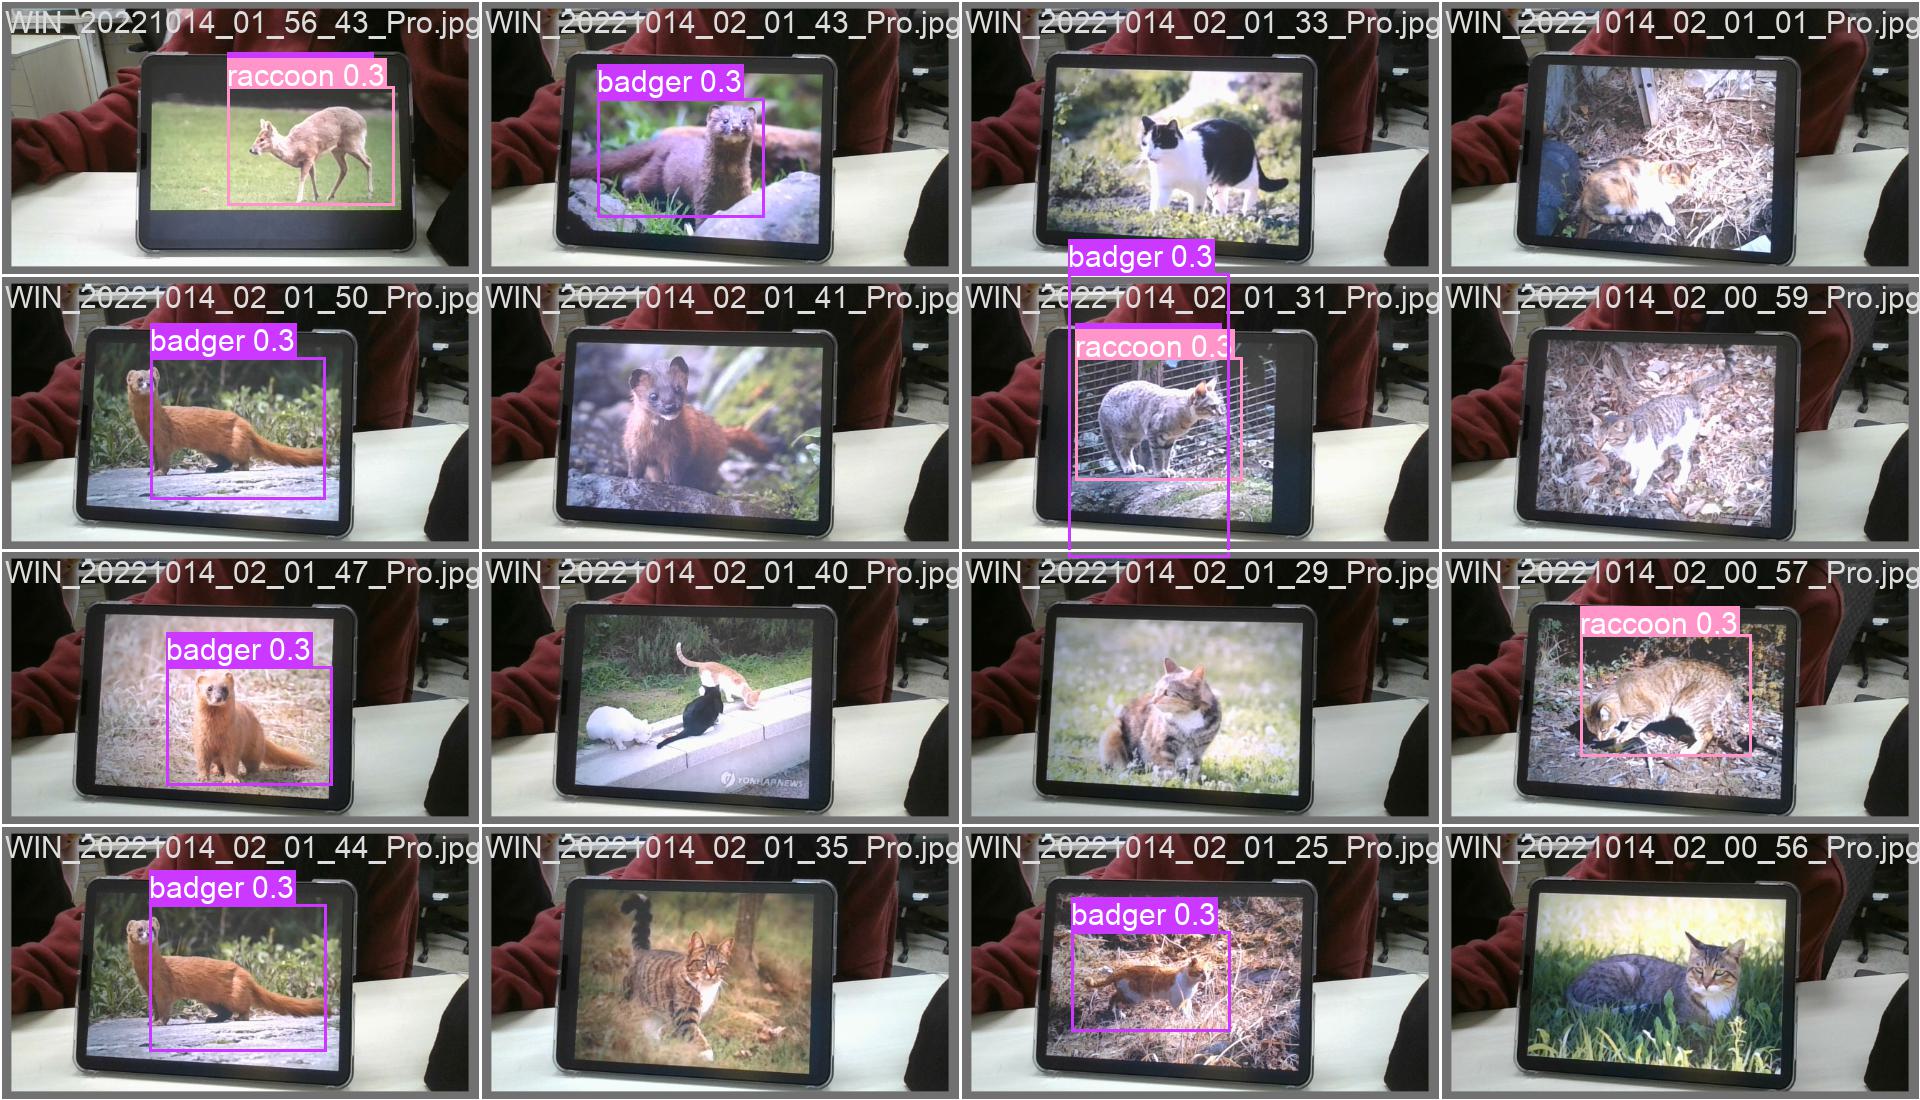 WIN_20221014_01_56_43_Pro.jpg
raccoon 0.3
WIN_20221014_02_01_43_Pro.jpg
badger 0.3
WIN_20221014_02_01_33_Pro.jpg
WIN_20221014_02_01_01_Pro.jpg
WIN_20221014_02_01_50_Pro.jpg
badger 0.3
WIN_20221014_02_01_41_Pro.jpg
badger 0.3
WIN_20221014_02_01_31_Pro.jpg
raccoon 0.3
WIN_20221014_02_00_59_Pro.jpg
WIN_20221014_02_01_47_Pro.jpg
badger 0.3
WIN_20221014_02_01_40_Pro.jpg
YONHAPNEWS
WIN_20221014_02_01_29_Pro.jpg
WIN_20221014_02_00_57_Pro.jpg
raccoon 0.3
WIN_20221014_02_01_44_Pro.jpg
badger 0.3
WIN_20221014_02_01_35_Pro.jpg
WIN_20221014_02_01_25_Pro.jpg
badger 0.3
WIN_20221014_02_00_56_Pro.jpg